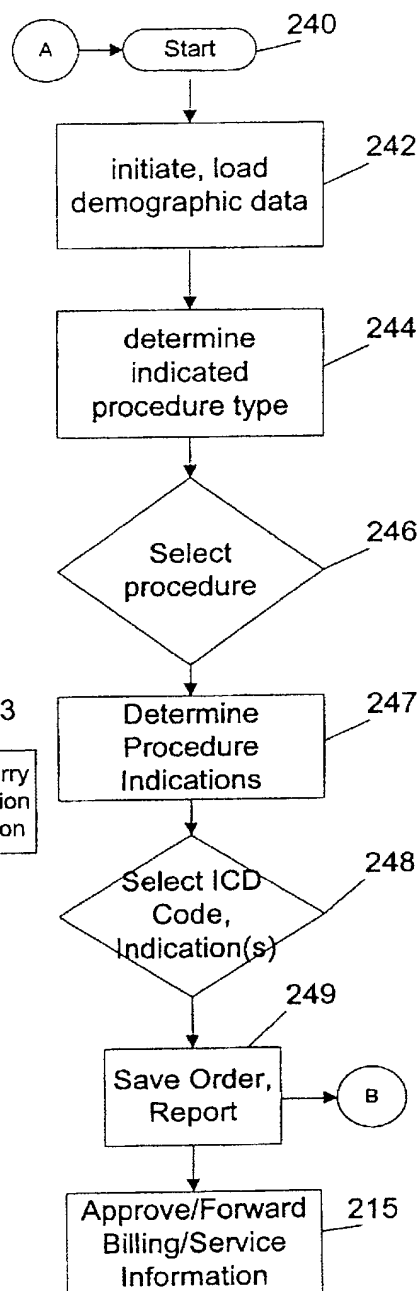 A
Start
240
initiate, load
demographic data
242
determine
indicated
procedure type
244
Select
procedure
246
3
Determine
Procedure
Indications
247
Select ICD
Code,
Indication(s)
248
249
Save Order,
Report
B
Approve/Forward
Billing/Service
Information
215